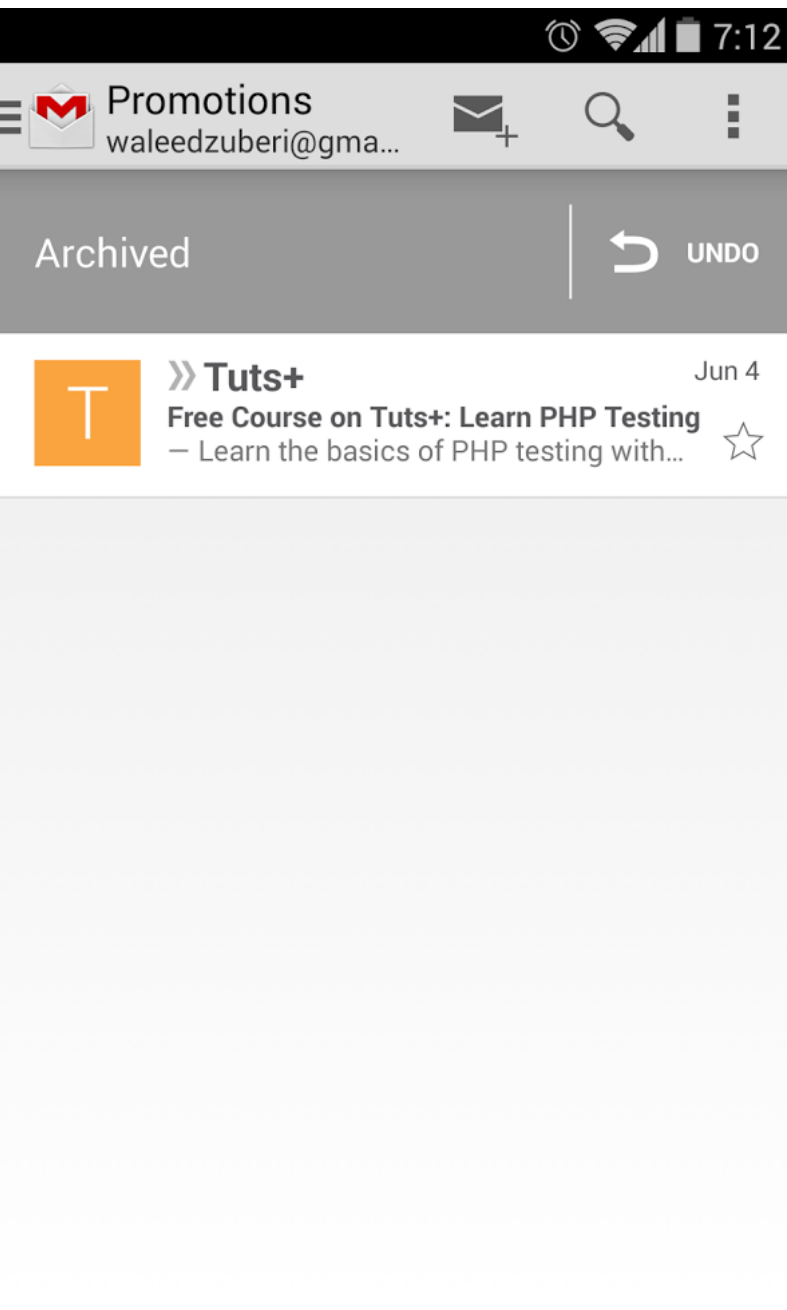 7:12
Promotions
waleedzuberi@gma...
Archived
UNDO
T
Tuts+
Jun 4
Free Course on Tuts+: Learn PHP Testing
— Learn the basics of PHP testing with...